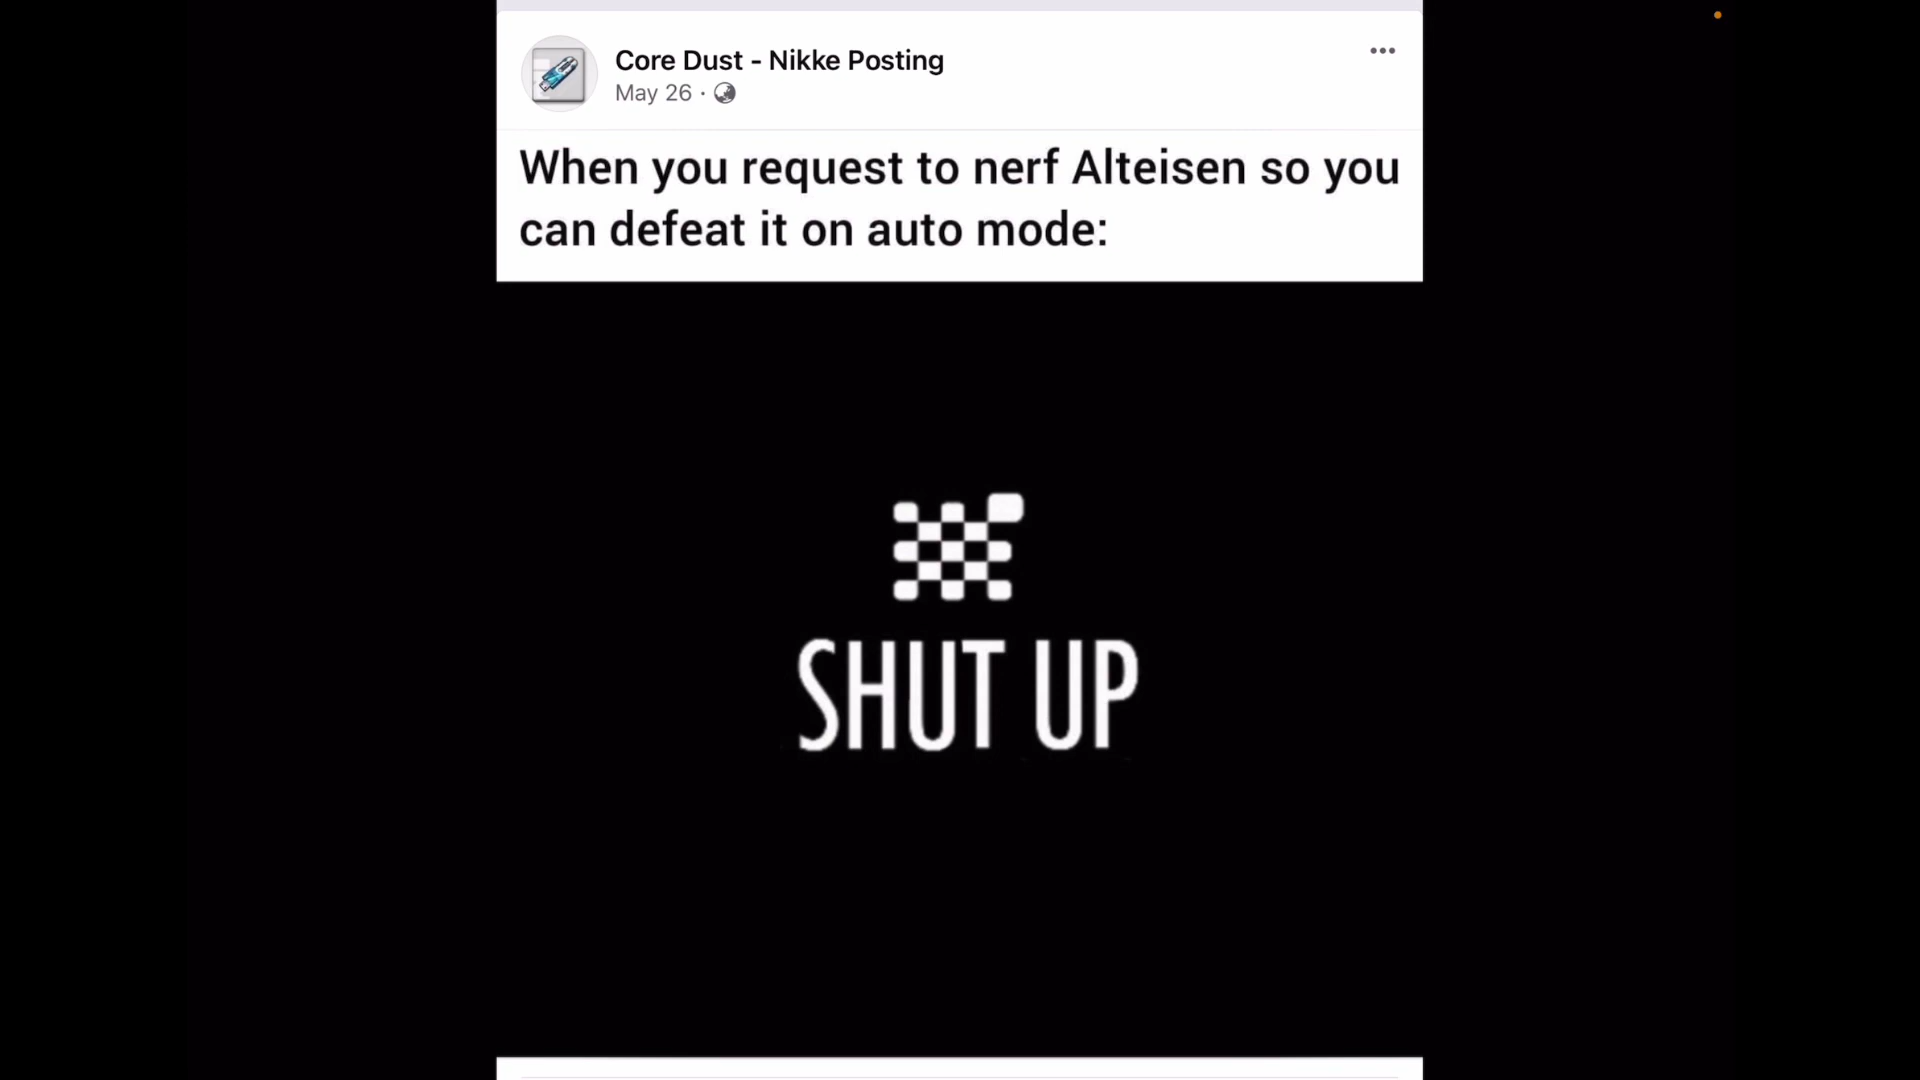 Core Dust - Nikke Posting
May 26 ·
When you request to nerf Alteisen so you
can defeat it on auto mode:
SHUT UP